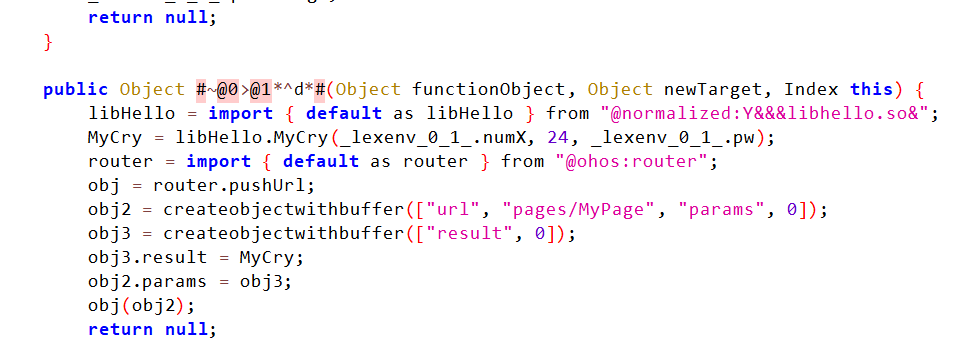 return null;
}
public Object #~@0>@1*^d*#(Object functionObject, Object newTarget, Index this) {
libHello = import { default as libHello } from "@normalized:Y&&&libhello.so&";
MyCry = libHello.MyCry(_lexenv_0_1_.numX, 24, _lexenv_0_1_.pw);
router = import { default as router } from "@ohos:router";
obj = router.pushUrl;
obj2 = createobjectwithbuffer(["url", "pages/MyPage", "params", 0]);
obj3 = createobjectwithbuffer(["result", 0]);
obj3.result = MyCry;
obj2.params = obj3;
obj(obj2);
return null;